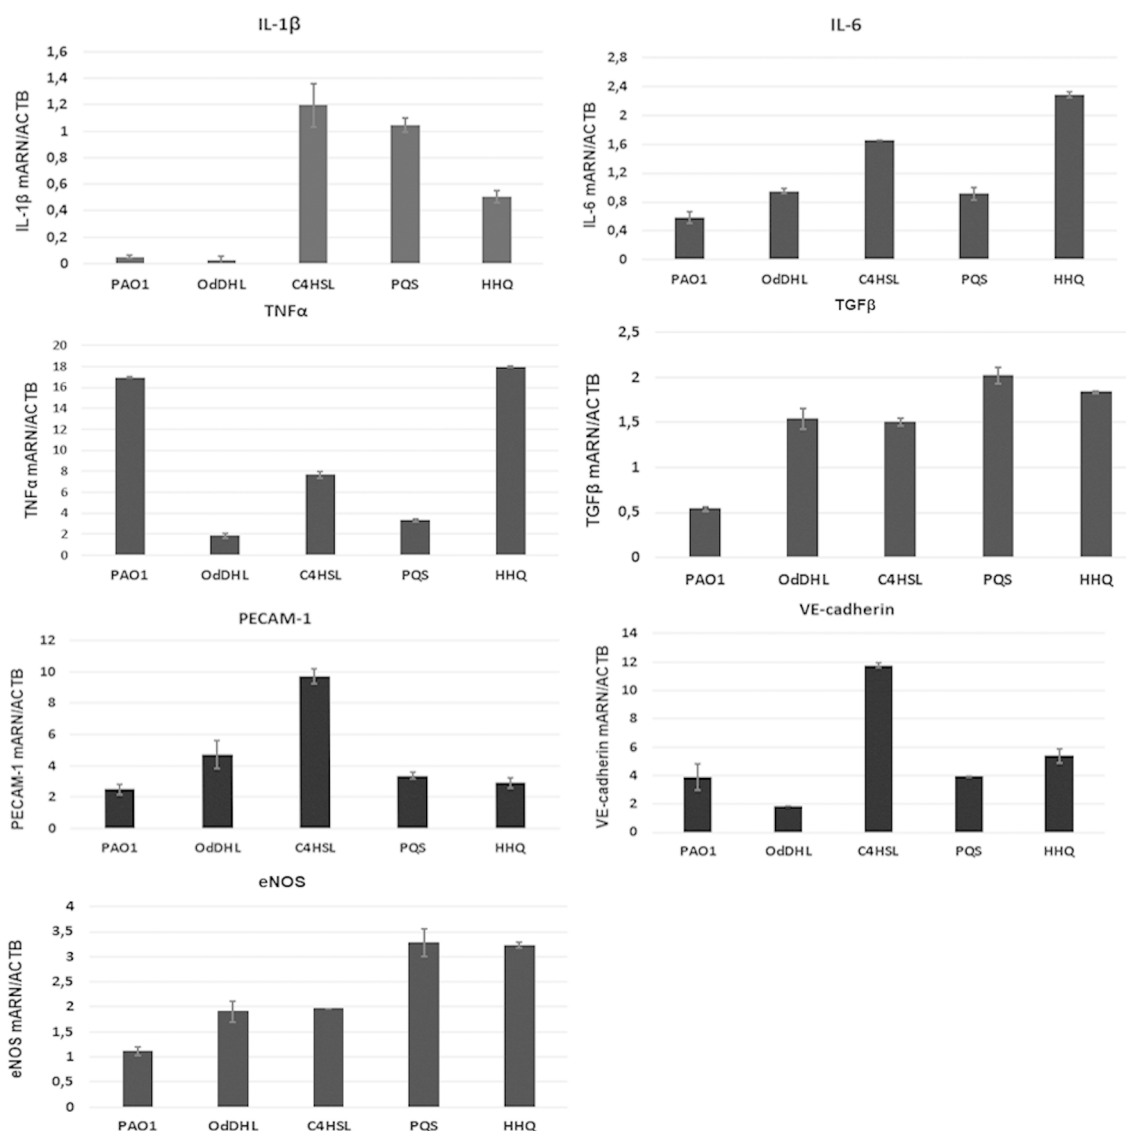 IL-1β
IL-1β mARN/ACTB
1,6
1,4
1,2
1
0,8
0,6
0,4
0,2
0
PAO1 OdDHL C4HSL PQS HHQ
IL-6
IL-6 mARN/ACTB
2,8
2,4
2
1,6
1,2
0,8
0,4
0
PAO1 OdDHL C4HSL PQS HHQ
TNFα
TNFα mARN/ACTB
20
18
16
14
12
10
8
6
4
2
0
PAO1 OdDHL C4HSL PQS HHQ
TGFβ
TGFβ mARN/ACTB
2,5
2
1,5
1
0,5
0
PAO1 OdDHL C4HSL PQS HHQ
PECAM-1
PECAM-1 mARN/ACTB
12
10
8
6
4
2
0
PAO1 OdDHL C4HSL PQS HHQ
VE-cadherin
VE-cadherin mARN/ACTB
14
12
10
8
6
4
2
0
PAO1 OdDHL C4HSL PQS HHQ
eNOS
eNOS mARN/ACTB
4
3,5
3
2,5
2
1,5
1
0,5
0
PAO1 OdDHL C4HSL PQS HHQ